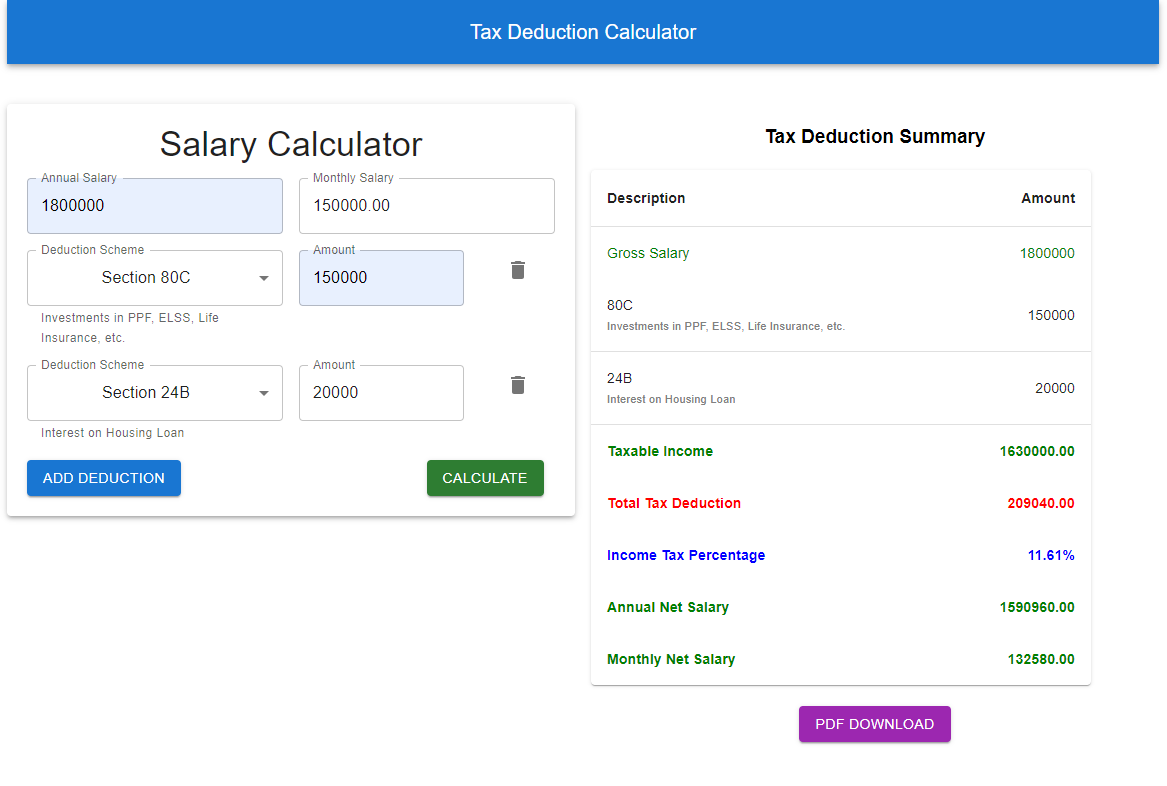 Tax Deduction Calculator
Salary Calculator
Annual Salary
1800000
Monthly Salary
150000.00
Deduction Scheme
Section 80C
Amount
150000
Investments in PPF, ELSS, Life
Insurance, etc.
Deduction Scheme
Section 24B
Amount
20000
Interest on Housing Loan
ADD DEDUCTION
CALCULATE
Tax Deduction Summary
Description Amount
Gross Salary 1800000
80C
Investments in PPF, ELSS, Life Insurance, etc.
150000
24B
Interest on Housing Loan
20000
Taxable Income 1630000.00
Total Tax Deduction 209040.00
Income Tax Percentage 11.61%
Annual Net Salary 1590960.00
Monthly Net Salary 132580.00
PDF DOWNLOAD